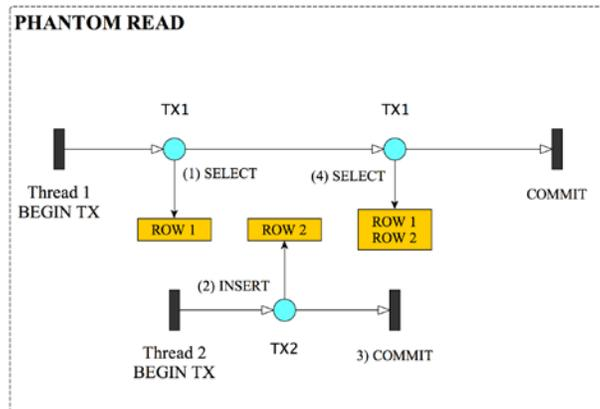 PHANTOM READ
TX1
TX1
(1) SELECT
(4) SELECT
Thread 1
BEGIN TX
COMMIT
ROW 1
ROW 2
ROW 1
ROW 2
(2) INSERT
Thread 2
BEGIN TX
TX2
3) COMMIT